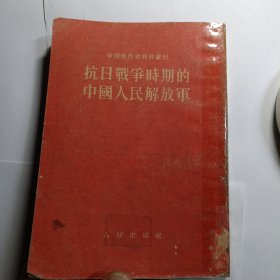 中國現代史資料叢刊
抗日戰爭時期的
中國人民解放軍
人民出版社